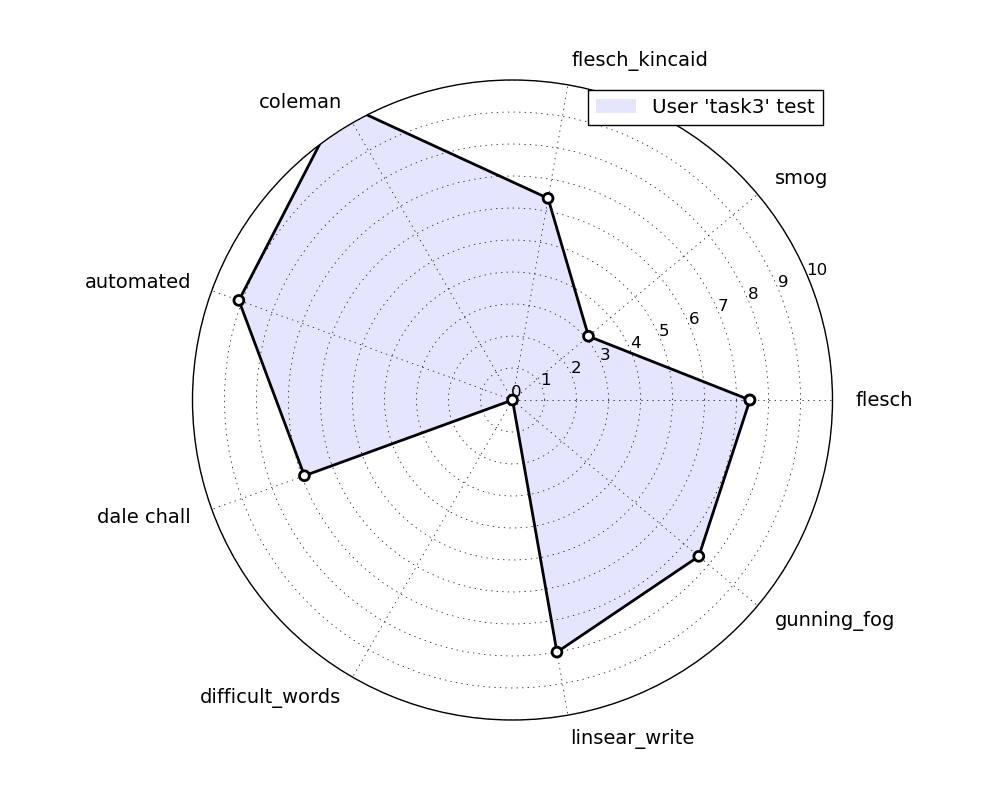 flesch_kincaid
coleman
User 'task3' test
smog
automated
10
9
8
7
6
5
4
3
2
1
0
flesch
dale chall
gunning_fog
difficult_words
linsear_write